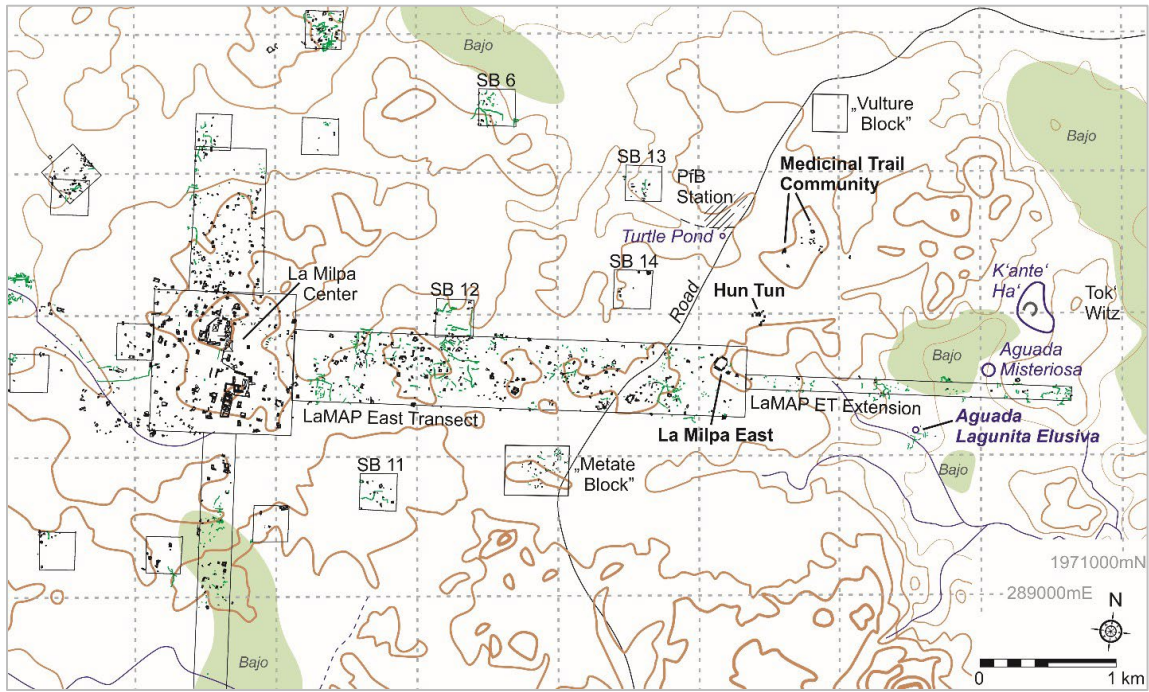 Bajo
SB 6
„Vulture
Block”
Bajo
SB 13
PfB
Station
Medicinal Trail
Community
Turtle Pond
La Milpa
Center
SB 12
SB 14
Road
Hun Tun
K‘ante‘
Ha‘
Tok‘
Witz
Bajo
Aguada
Misteriosa
LaMAP East Transect
LaMAP ET Extension
La Milpa East
Aguada
Lagunita Elusiva
SB 11
„Metate
Block”
Bajo
1971000mN
289000mE
N
Bajo
0
1 km